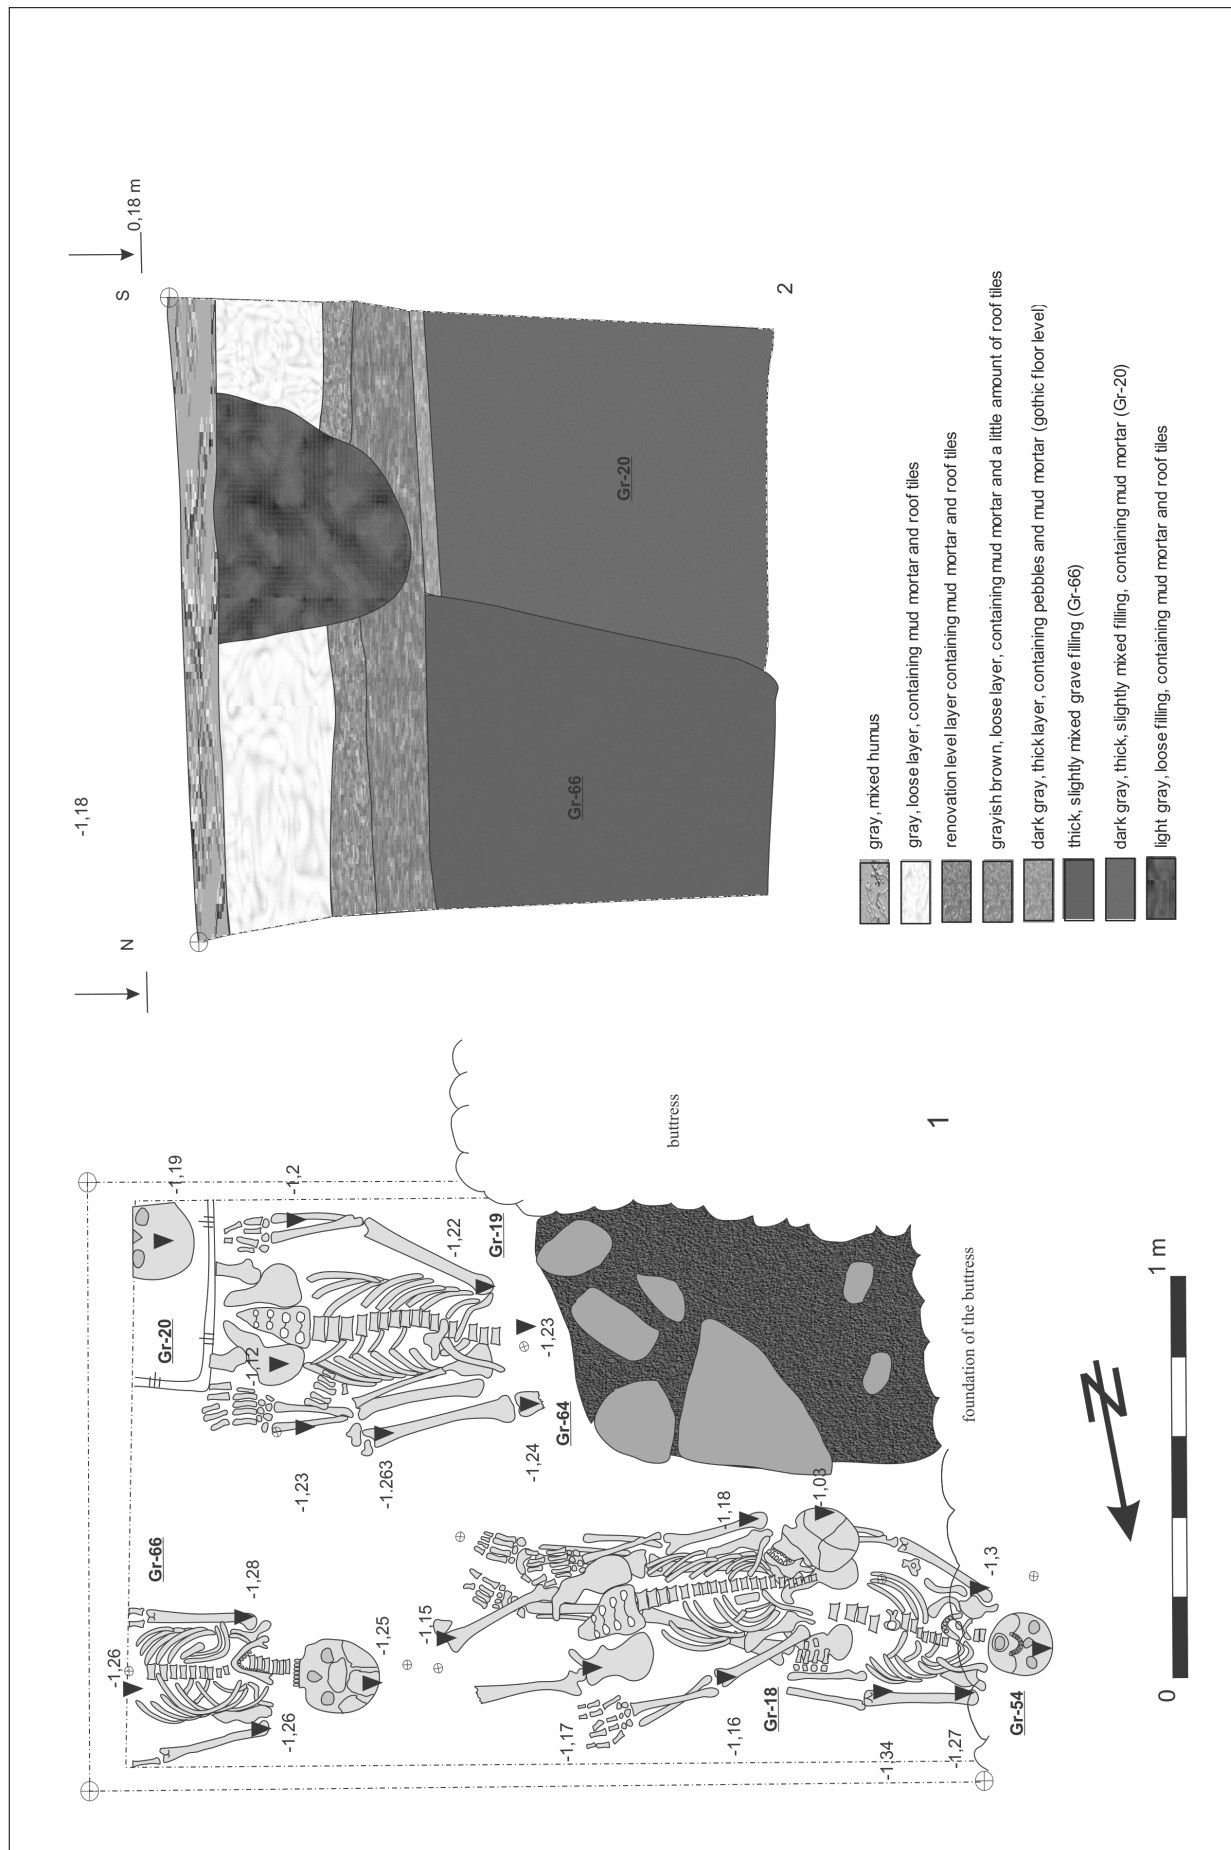 0,18 m
S
-1,18
N
2
Gr-20
Gr-66
gray, mixed humus
gray, loose layer, containing mud mortar and roof tiles
renovation level layer containing mud mortar and roof tiles
grayish brown, loose layer, containing mud mortar and a little amount of roof tiles
dark gray, thick layer, containing pebbles and mud mortar (gothic floor level)
thick, slightly mixed grave filling (Gr-66)
dark gray, thick, slightly mixed filling, containing mud mortar (Gr-20)
light gray, loose filling, containing mud mortar and roof tiles
-1,19
-1,2
-1,22
Gr-19
Gr-20
-1,12
-1,23
Gr-64
-1,24
-1.263
-1,23
Gr-66
-1,28
-1,25
-1,26
-1,26
-1,15
-1,18
-1,03
-1,3
-1,17
-1,16
Gr-18
-1,34
-1,27
Gr-54
buttress
1
foundation of the buttress
N
0
1 m